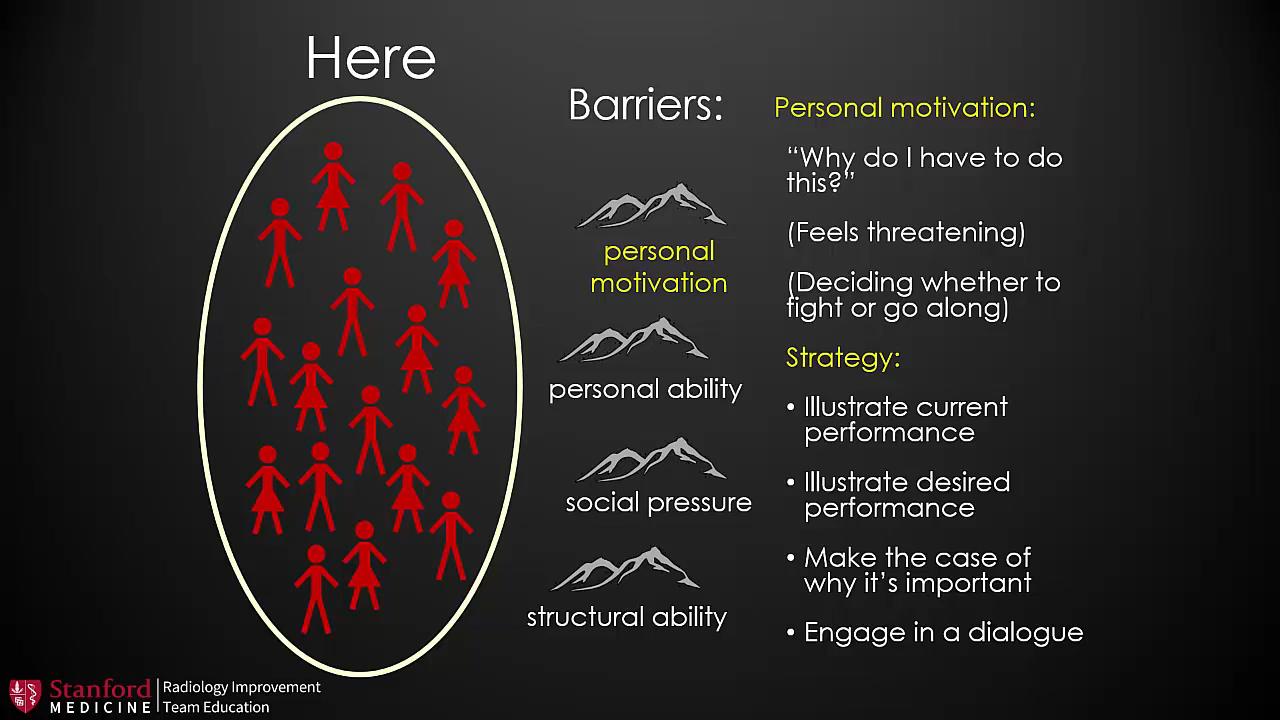 Here
Barriers:
personal
motivation
personal ability
social pressure
structural ability
Personal motivation:
“Why do I have to do
this?”
(Feels threatening)
(Deciding whether to
fight or go along)
Strategy:
• Illustrate current
performance
• Illustrate desired
performance
• Make the case of
why it’s important
• Engage in a dialogue
Stanford
MEDICINE
Radiology Improvement
Team Education